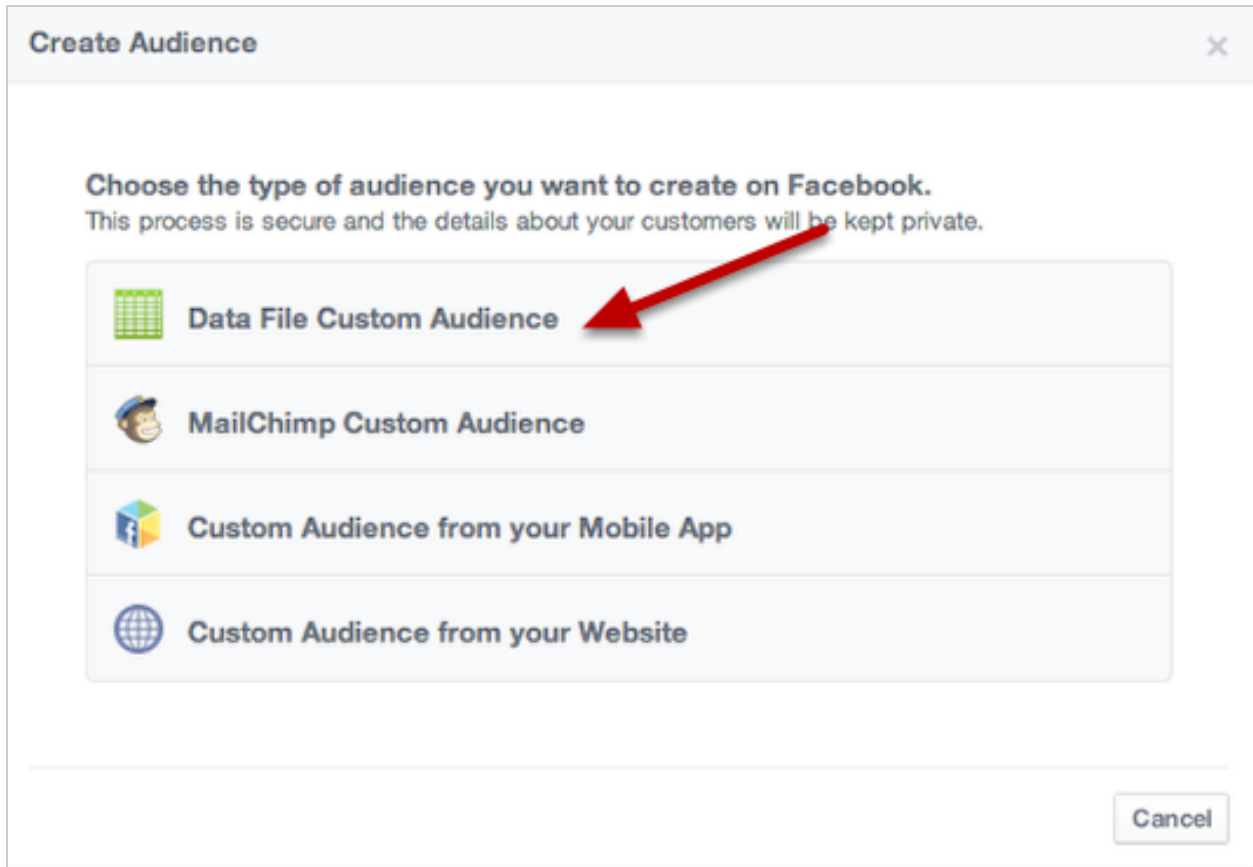 Create Audience
Choose the type of audience you want to create on Facebook.
This process is secure and the details about your customers will be kept private.
Data File Custom Audience
MailChimp Custom Audience
Custom Audience from your Mobile App
Custom Audience from your Website
Cancel